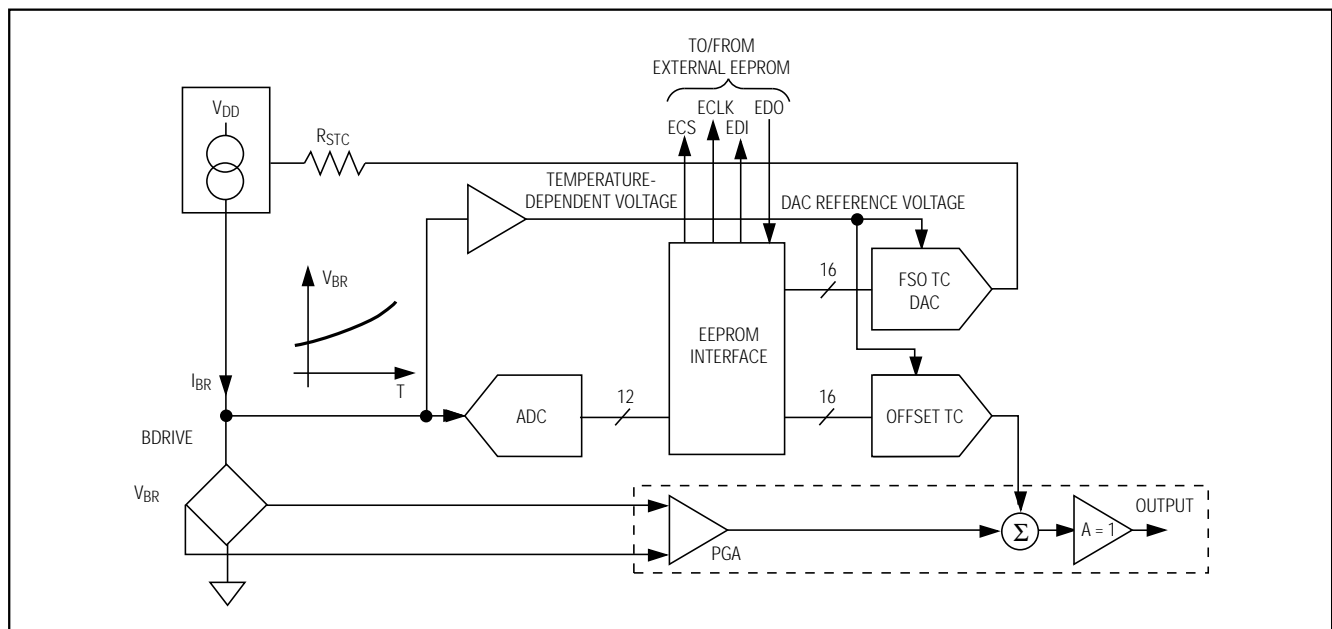 TO/FROM
EXTERNAL EEPROM
ECLK EDO
ECS EDI
VDD
RSTC
TEMPERATURE-
DEPENDENT VOLTAGE
DAC REFERENCE VOLTAGE
VBR
T
16
FSO TC
DAC
EEPROM
INTERFACE
IBR
BDRIVE
ADC
12
16
OFFSET TC
VBR
PGA
Σ
A = 1
OUTPUT